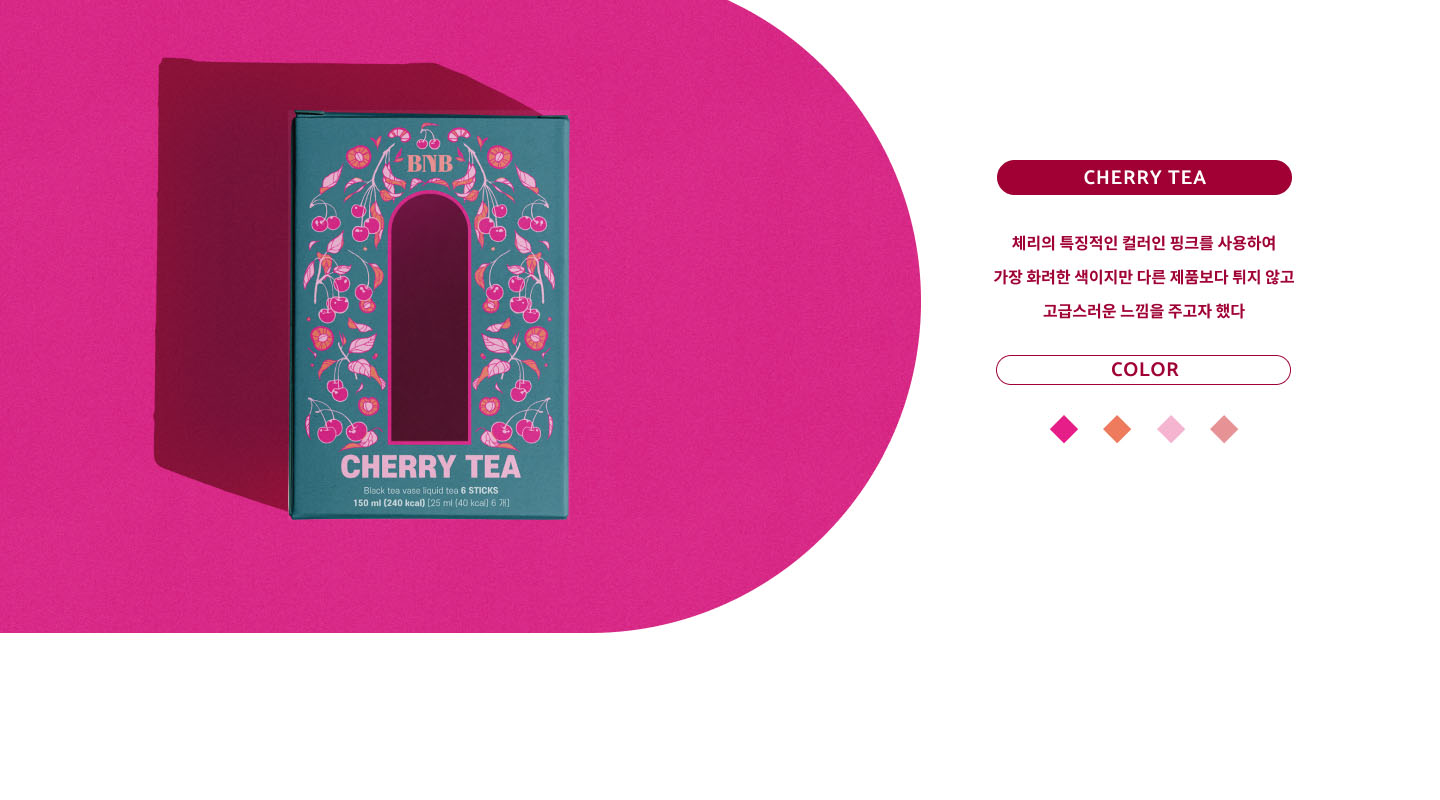 BNB
CHERRY TEA
Black tea vase liquid tea 6 STICKS
150 ml (240 kcal) [25 ml (40 kcal) 6 개]
CHERRY TEA
체리의 특징적인 컬러인 핑크를 사용하여
가장 화려한 색이지만 다른 제품보다 튀지 않고
고급스러운 느낌을 주고자 했다
COLOR